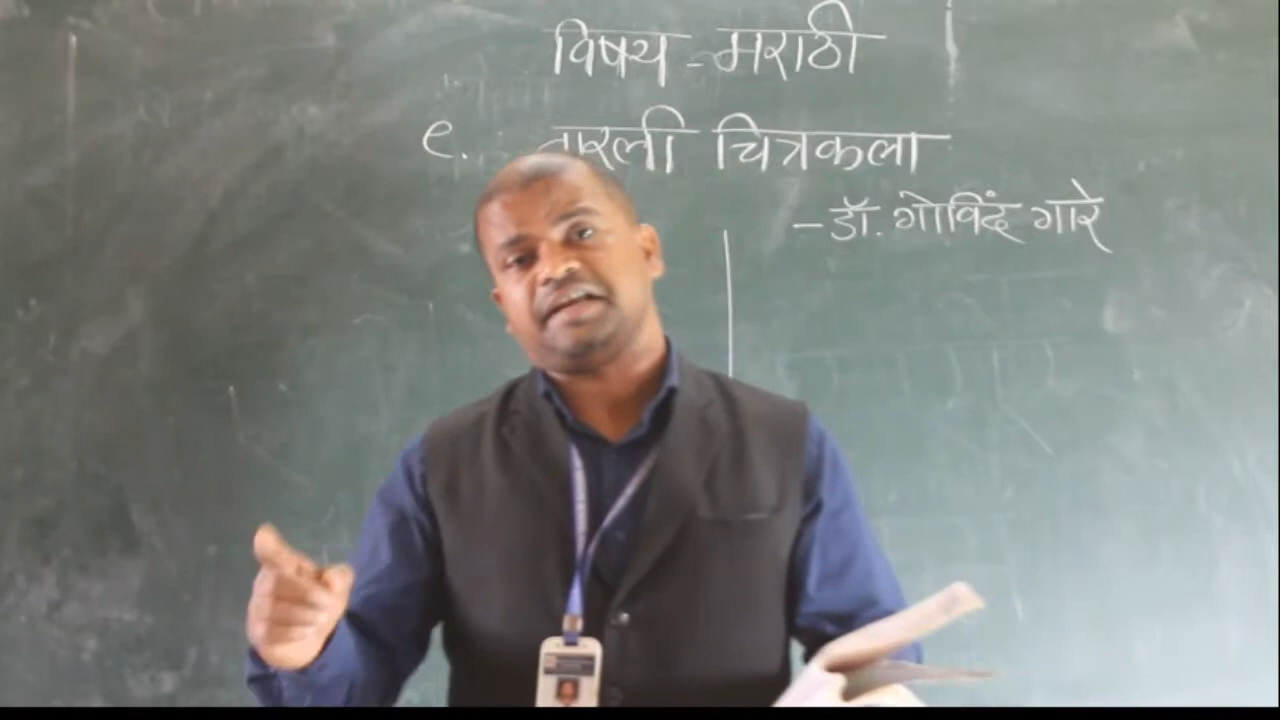 विषय - मराठी
९. वारली चित्रकला
- डॉ. गोविंद गारे